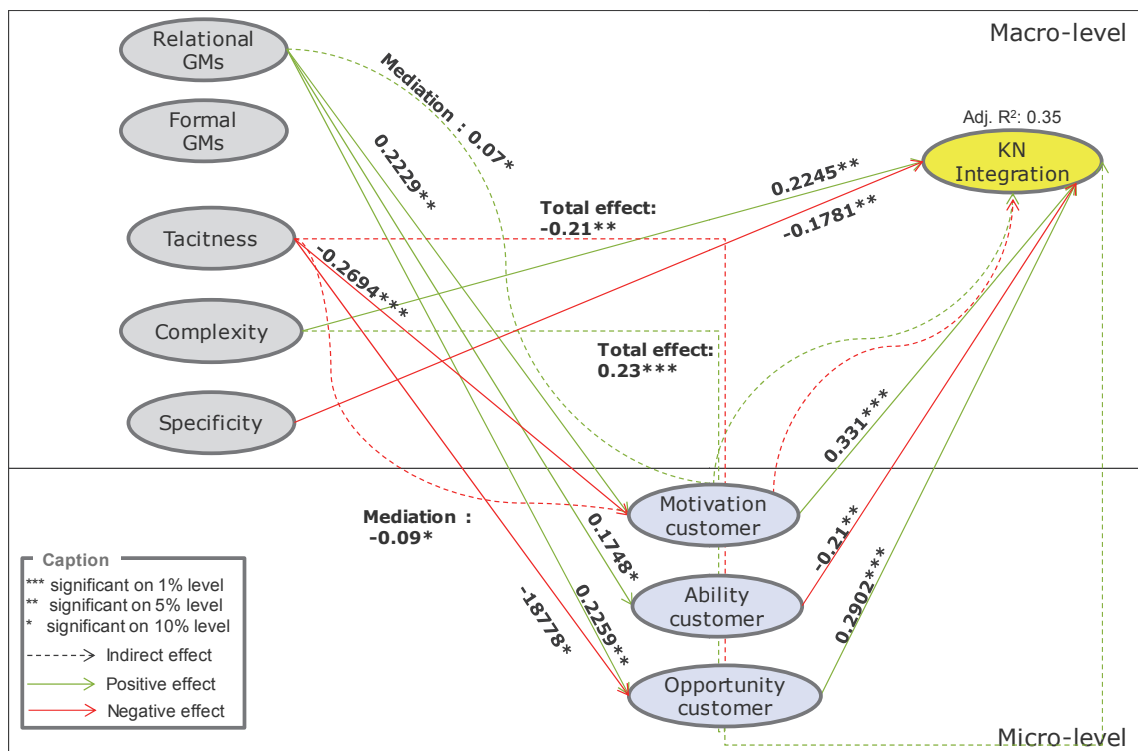 Macro-level
Relational
GMs
Formal
GMs
Mediation : 0.07*
0.2229**
Adj. R²: 0.35
KN
Integration
0.2245**
-0.1781**
Total effect:
-0.21**
Tacitness
-0.2694***
Complexity
Total effect:
0.23***
Specificity
0.331***
Motivation
customer
Mediation :
-0.09*
0.1748*
-0.21**
Ability
customer
0.2902***
-18778*
0.2259**
Opportunity
customer
Caption
*** significant on 1% level
** significant on 5% level
* significant on 10% level
Indirect effect
Positive effect
Negative effect
Micro-level